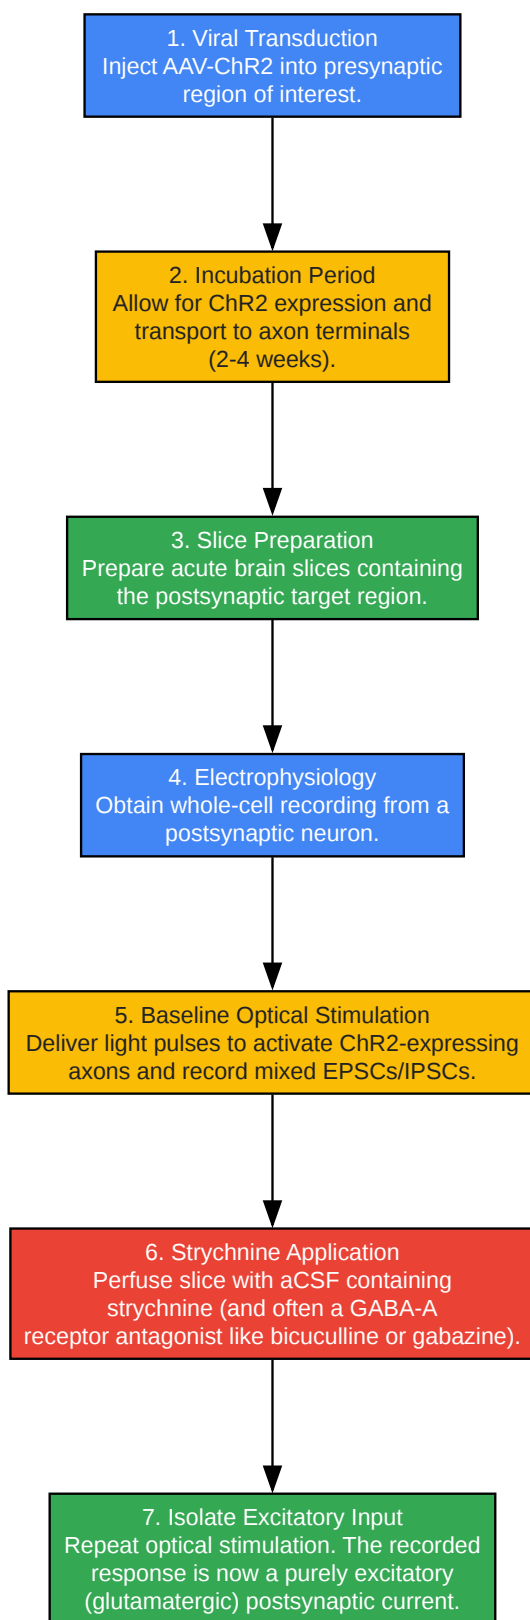 1. Viral Transduction
Inject AAV-ChR2 into presynaptic
region of interest.
2. Incubation Period
Allow for ChR2 expression and
transport to axon terminals
(2-4 weeks).
3. Slice Preparation
Prepare acute brain slices containing
the postsynaptic target region.
4. Electrophysiology
Obtain whole-cell recording from a
postsynaptic neuron.
5. Baseline Optical Stimulation
Deliver light pulses to activate ChR2-expressing
axons and record mixed EPSCs/IPSCs.
6. Strychnine Application
Perfuse slice with aCSF containing
strychnine (and often a GABA-A
receptor antagonist like bicuculline or gabazine).
7. Isolate Excitatory Input
Repeat optical stimulation. The recorded
response is now a purely excitatory
(glutamatergic) postsynaptic current.